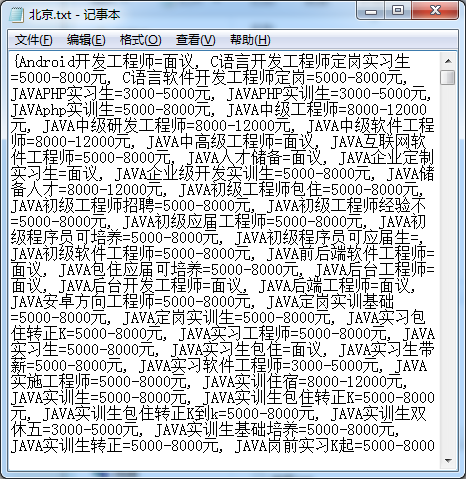 北京.txt - 记事本
文件(F) 编辑(E) 格式(O) 查看(V) 帮助(H)
{Android开发工程师=面议, C语言开发工程师定岗实习生
=5000-8000元, C语言软件开发工程师定岗=5000-8000元,
JAVAPHP实习生=3000-5000元, JAVAPHP实训生=3000-5000元,
JAVAphp实训生=5000-8000元, JAVA中级工程师=8000-12000
元, JAVA中级研发工程师=8000-12000元, JAVA中级软件工程
师=8000-12000元, JAVA中高级工程师=面议, JAVA互联网软
件工程师=5000-8000元, JAVA人才储备=面议, JAVA企业定制
实习生=面议, JAVA企业级开发实训生=5000-8000元, JAVA储
备人才=8000-12000元, JAVA初级工程师包住=5000-8000元,
JAVA初级工程师招聘=5000-8000元, JAVA初级工程师经验不
=5000-8000元, JAVA初级应届工程师=5000-8000元, JAVA初
级程序员可培养=5000-8000元, JAVA初级程序员可应届生=,
JAVA初级软件工程师=5000-8000元, JAVA前后端软件工程师=
面议, JAVA包住应届可培养=5000-8000元, JAVA后台工程师=
面议, JAVA后台开发工程师=面议, JAVA后端工程师=面议,
JAVA安卓方向工程师=5000-8000元, JAVA定岗实训基础
=5000-8000元, JAVA定岗实训生=5000-8000元, JAVA实习包
住转正K=5000-8000元, JAVA实习工程师=5000-8000元, JAVA
实习生=5000-8000元, JAVA实习生包住=面议, JAVA实习生带
薪=5000-8000元, JAVA实习软件工程师=3000-5000元, JAVA
实施工程师=5000-8000元, JAVA实训住宿=8000-12000元,
JAVA实训生=5000-8000元, JAVA实训生包住转正K=5000-8000
元, JAVA实训生包住转正K到k=5000-8000元, JAVA实训生双
休五=3000-5000元, JAVA实训生基础培养=5000-8000元,
JAVA实训生转正=5000-8000元, JAVA岗前实习K起=5000-8000